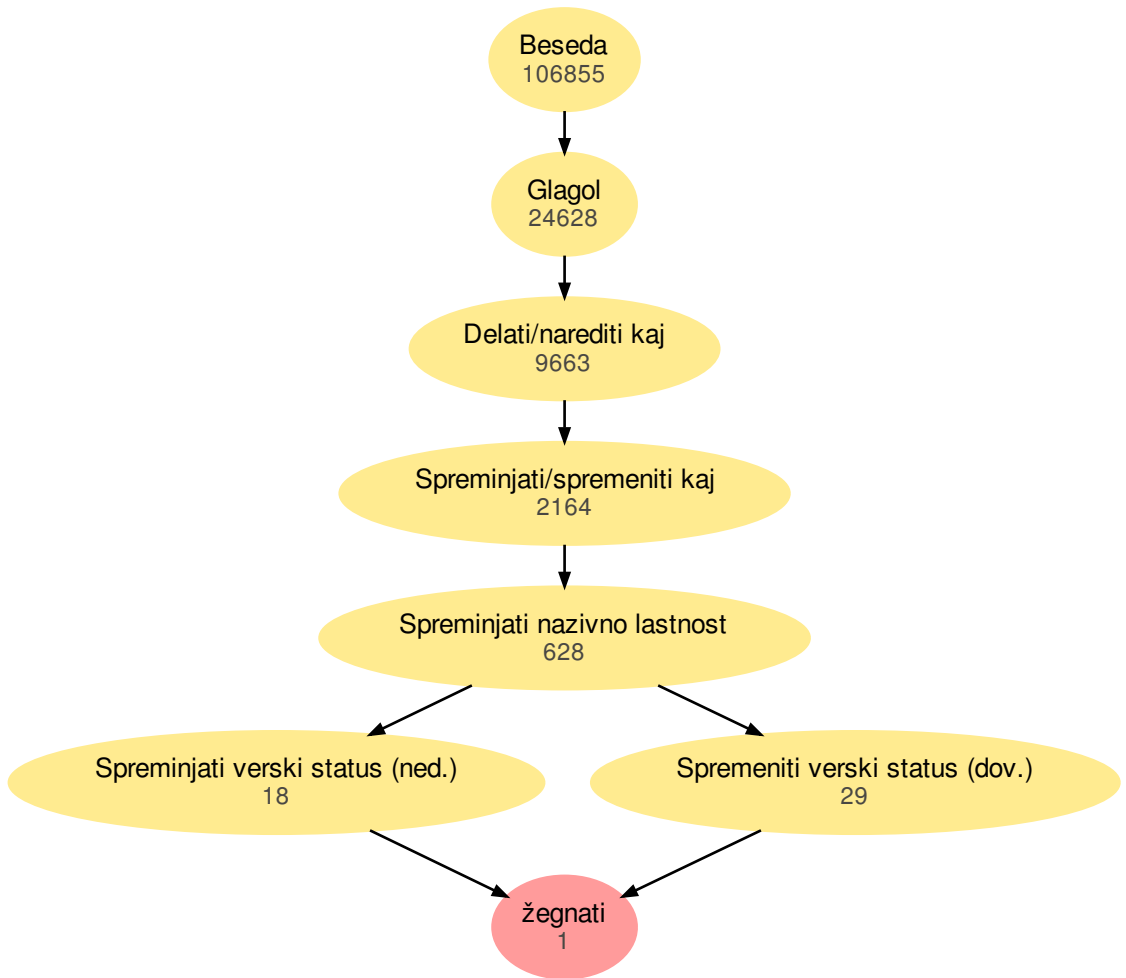 Beseda
106855
Glagol
24628
Delati/narediti kaj
9663
Spreminjati/spremeniti kaj
2164
Spreminjati nazivno lastnost
628
Spreminjati verski status (ned.)
18
Spremeniti verski status (dov.)
29
žegnati
1